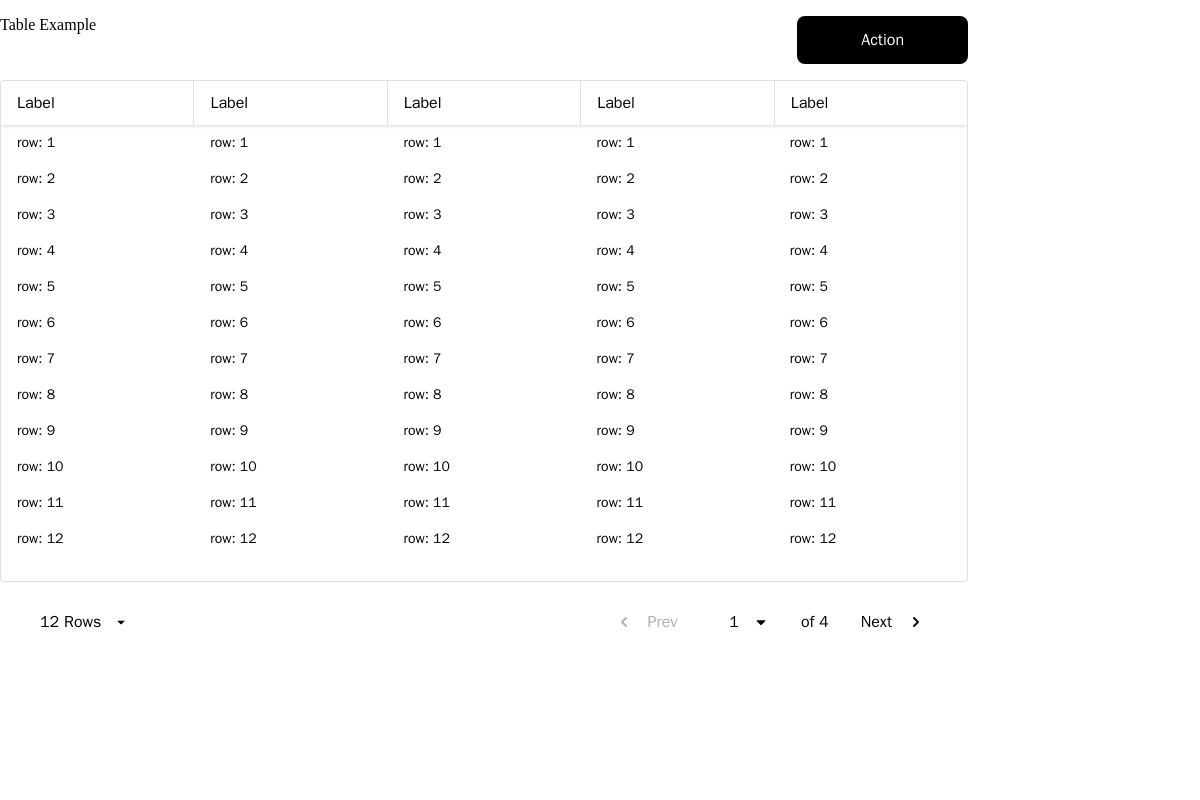 Table Example
Action
Label Label Label Label Label
row: 1 row: 1 row: 1 row: 1 row: 1
row: 2 row: 2 row: 2 row: 2 row: 2
row: 3 row: 3 row: 3 row: 3 row: 3
row: 4 row: 4 row: 4 row: 4 row: 4
row: 5 row: 5 row: 5 row: 5 row: 5
row: 6 row: 6 row: 6 row: 6 row: 6
row: 7 row: 7 row: 7 row: 7 row: 7
row: 8 row: 8 row: 8 row: 8 row: 8
row: 9 row: 9 row: 9 row: 9 row: 9
row: 10 row: 10 row: 10 row: 10 row: 10
row: 11 row: 11 row: 11 row: 11 row: 11
row: 12 row: 12 row: 12 row: 12 row: 12
12 Rows Prev 1 of 4 Next